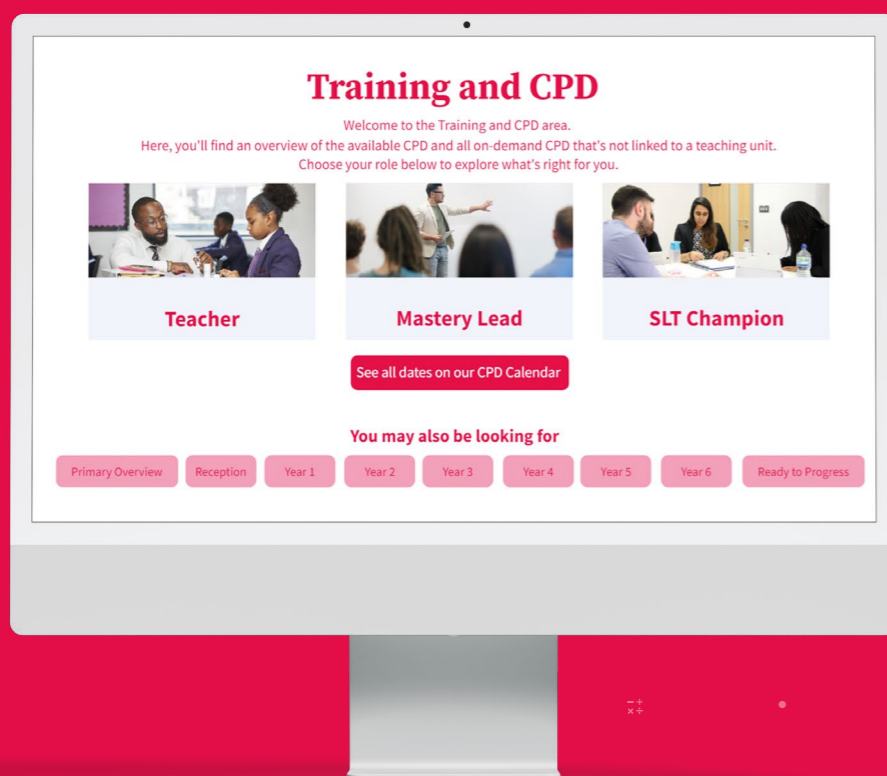 Training and CPD
Welcome to the Training and CPD area.
Here, you'll find an overview of the available CPD and all on-demand CPD that's not linked to a teaching unit.
Choose your role below to explore what's right for you.
Teacher
Mastery Lead
SLT Champion
See all dates on our CPD Calendar
You may also be looking for
Primary Overview
Reception
Year 1
Year 2
Year 3
Year 4
Year 5
Year 6
Ready to Progress